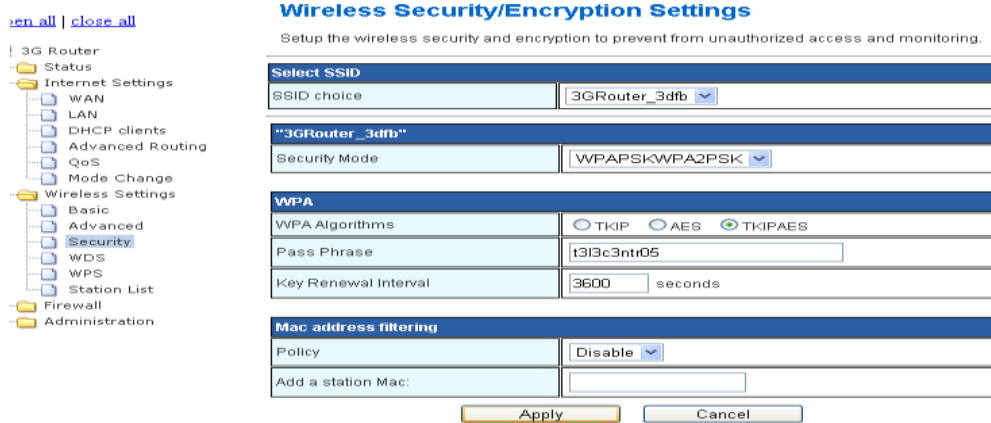 pen all | close all
3G Router
Status
Internet Settings
WAN
LAN
DHCP clients
Advanced Routing
QoS
Mode Change
Wireless Settings
Basic
Advanced
Security
WDS
WPS
Station List
Firewall
Administration
Wireless Security/Encryption Settings
Setup the wireless security and encryption to prevent from unauthorized access and monitoring.
Select SSID
SSID choice 3GRouter_3dfb
"3GRouter_3dfb"
Security Mode WPAPSKWPA2PSK
WPA
WPA Algorithms TKIP AES TKIPAES
Pass Phrase t3l3c3ntr05
Key Renewal Interval 3600 seconds
Mac address filtering
Policy Disable
Add a station Mac:
Apply Cancel